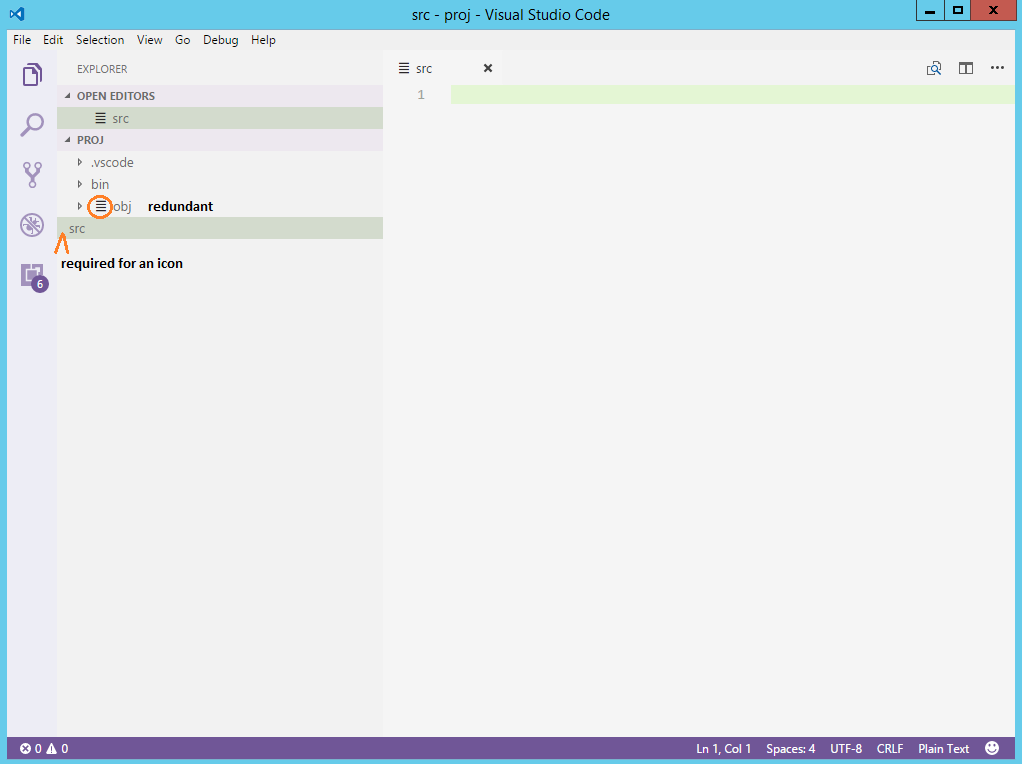 src - proj - Visual Studio Code
File Edit Selection View Go Debug Help
EXPLORER
src
OPEN EDITORS
1
src
PROJ
.vscode
bin
obj redundant
src
required for an icon
6
0 0 Ln 1, Col 1 Spaces: 4 UTF-8 CRLF Plain Text